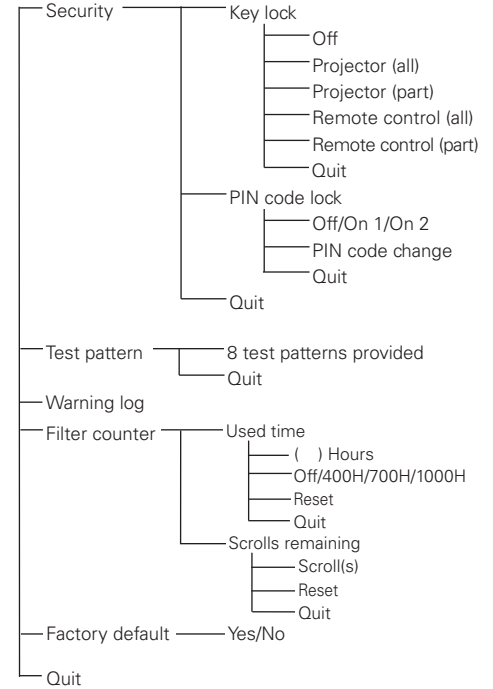 Security
Key lock
Off
Projector (all)
Projector (part)
Remote control (all)
Remote control (part)
Quit
PIN code lock
Off/On 1/On 2
PIN code change
Quit
Quit
Test pattern
8 test patterns provided
Quit
Warning log
Filter counter
Used time
(    ) Hours
Off/400H/700H/1000H
Reset
Quit
Scrolls remaining
Scroll(s)
Reset
Quit
Factory default
Yes/No
Quit